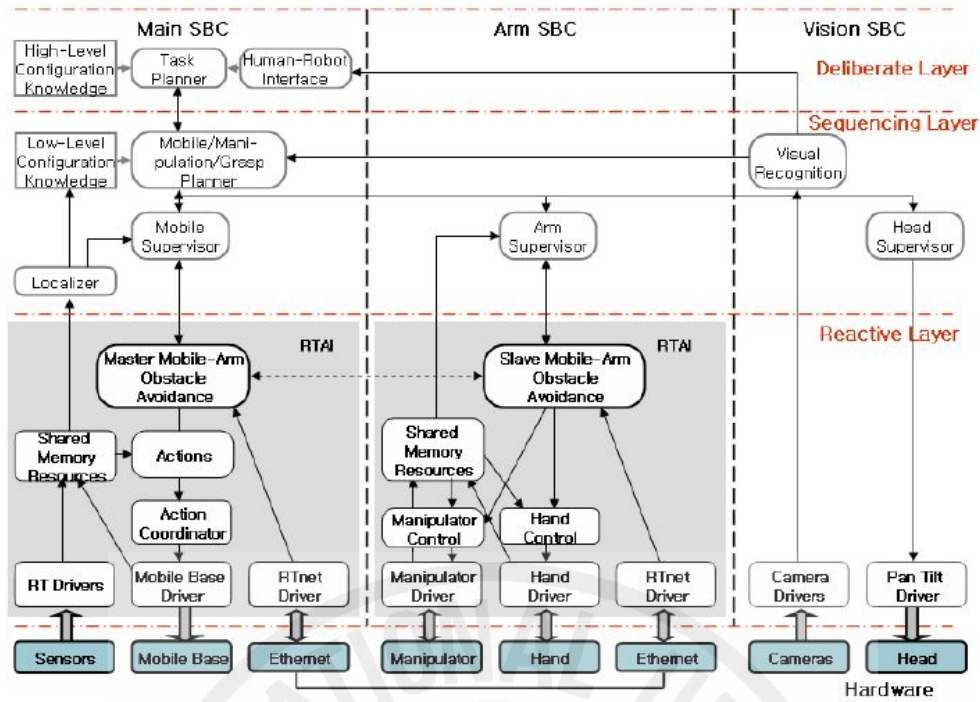 Main SBC
Arm SBC
Vision SBC
High-Level
Configuration
Knowledge
Task
Planner
Human-Robot
Interface
Deliberate Layer
Sequencing Layer
Low-Level
Configuration
Knowledge
Mobile/Mani-
pulation/Grasp
Planner
Visual
Recognition
Mobile
Supervisor
Arm
Supervisor
Head
Supervisor
Localizer
Reactive Layer
RTAI
RTAI
Master Mobile-Arm
Obstacle
Avoidance
Slave Mobile-Arm
Obstacle
Avoidance
Shared
Memory
Resources
Actions
Shared
Memory
Resources
Action
Coordinator
Manipulator
Control
Hand
Control
RT Drivers
Mobile Base
Driver
RTnet
Driver
Manipulator
Driver
Hand
Driver
RTnet
Driver
Camera
Drivers
Pan Tilt
Driver
Sensors
Mobile Base
Ethernet
Manipulator
Hand
Ethernet
Cameras
Head
Hardware